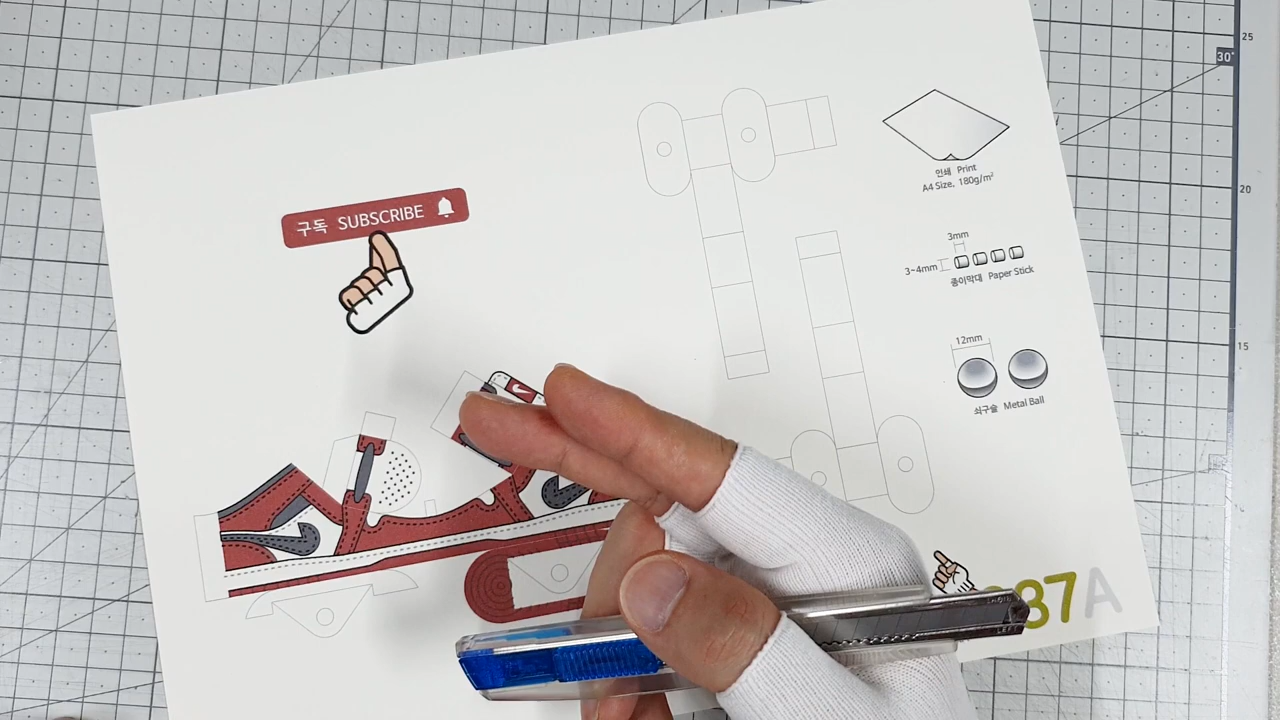 구독 SUBSCRIBE
인쇄 Print
A4 Size, 180g/m²
3mm
3~4mm
종이막대 Paper Stick
12mm
쇠구슬 Metal Ball
37A
25
30°
20
15